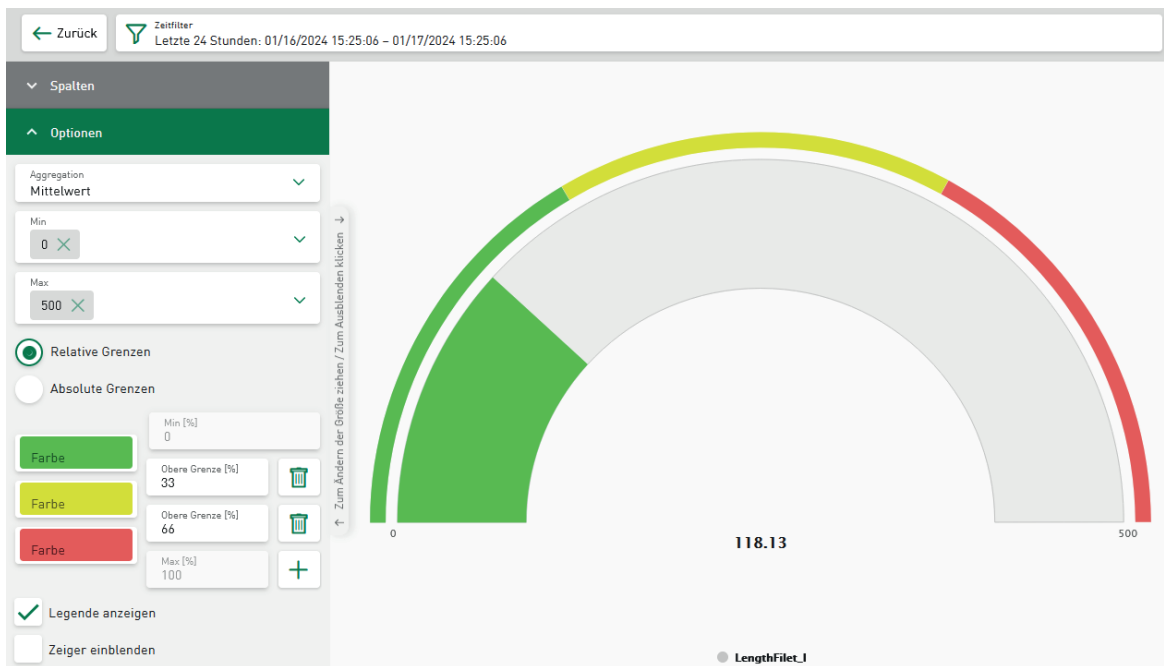 Zurück
Zeitfilter
Letzte 24 Stunden: 01/16/2024 15:25:06 – 01/17/2024 15:25:06
Spalten
Optionen
Aggregation
Mittelwert
Min
0
Max
500
Relative Grenzen
Absolute Grenzen
Min [%]
0
Farbe
Obere Grenze [%]
33
Farbe
Obere Grenze [%]
66
Farbe
Max [%]
100
Legende anzeigen
Zeiger einblenden
← Zum Ändern der Größe ziehen / Zum Ausblenden klicken →
0
118.13
500
LengthFilet_I